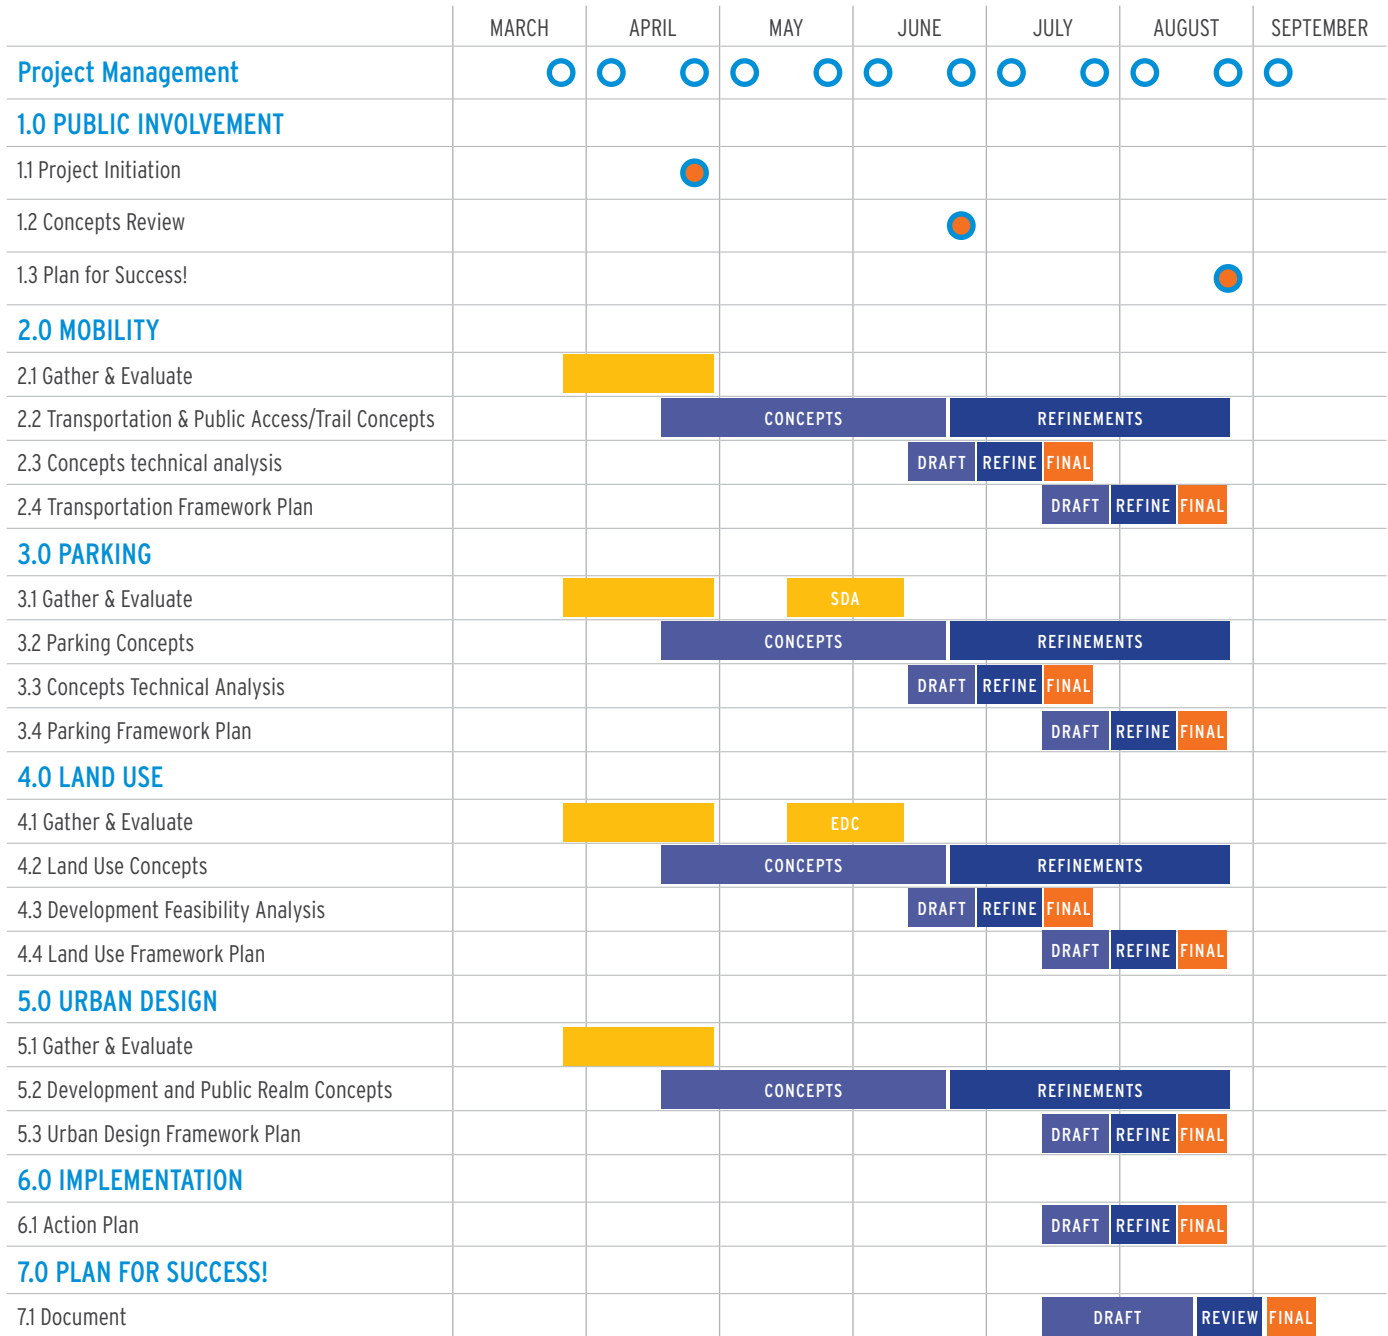 MARCH APRIL MAY JUNE JULY AUGUST SEPTEMBER
Project Management
1.0 PUBLIC INVOLVEMENT
1.1 Project Initiation
1.2 Concepts Review
1.3 Plan for Success!
2.0 MOBILITY
2.1 Gather & Evaluate
2.2 Transportation & Public Access/Trail Concepts CONCEPTS REFINEMENTS
2.3 Concepts technical analysis DRAFT REFINE FINAL
2.4 Transportation Framework Plan DRAFT REFINE FINAL
3.0 PARKING
3.1 Gather & Evaluate SDA
3.2 Parking Concepts CONCEPTS REFINEMENTS
3.3 Concepts Technical Analysis DRAFT REFINE FINAL
3.4 Parking Framework Plan DRAFT REFINE FINAL
4.0 LAND USE
4.1 Gather & Evaluate EDC
4.2 Land Use Concepts CONCEPTS REFINEMENTS
4.3 Development Feasibility Analysis DRAFT REFINE FINAL
4.4 Land Use Framework Plan DRAFT REFINE FINAL
5.0 URBAN DESIGN
5.1 Gather & Evaluate
5.2 Development and Public Realm Concepts CONCEPTS REFINEMENTS
5.3 Urban Design Framework Plan DRAFT REFINE FINAL
6.0 IMPLEMENTATION
6.1 Action Plan DRAFT REFINE FINAL
7.0 PLAN FOR SUCCESS!
7.1 Document DRAFT REVIEW FINAL